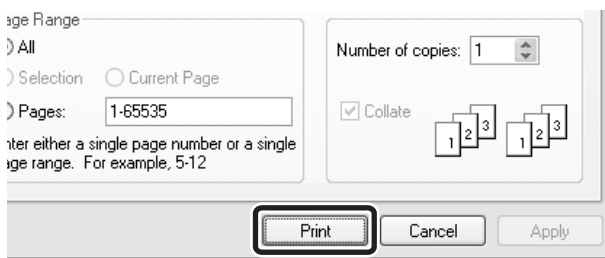 age Range
All
Number of copies: 1
Selection Current Page
Pages: 1-65535
Collate
1 2 3 1 2 3
nter either a single page number or a single
age range. For example, 5-12
Print Cancel Apply